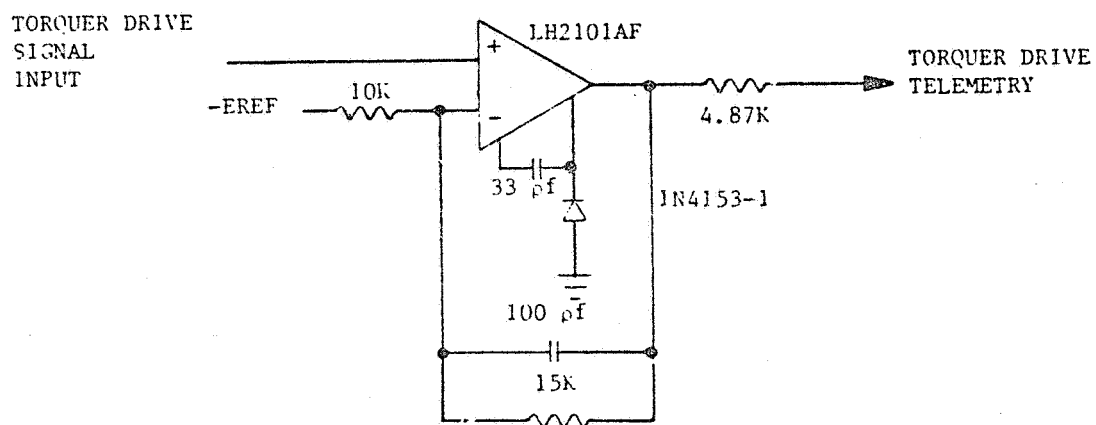 TORQUER DRIVE
SIGNAL
INPUT
LH2101AF
+
-
10K
-EREF
TORQUER DRIVE
TELEMETRY
4.87K
33 pf
1N4153-1
100 pf
15K